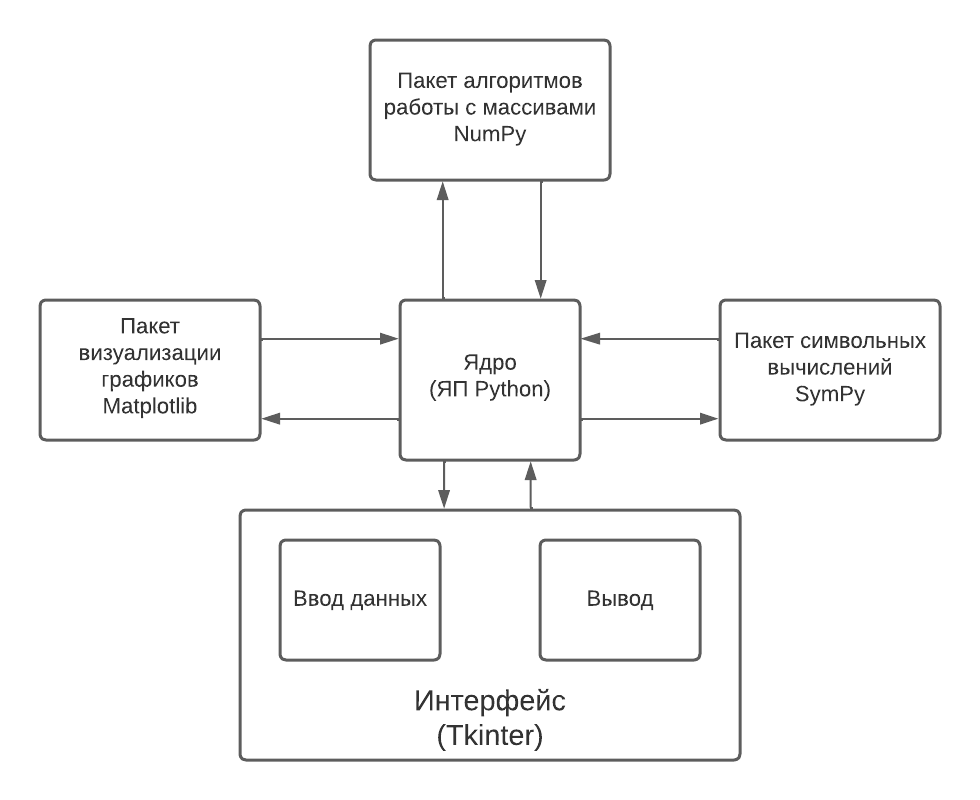 Пакет алгоритмов
работы с массивами
NumPy
Пакет
визуализации
графиков
Matplotlib
Ядро
(ЯП Python)
Пакет символьных
вычислений
SymPy
Ввод данных
Вывод
Интерфейс
(Tkinter)